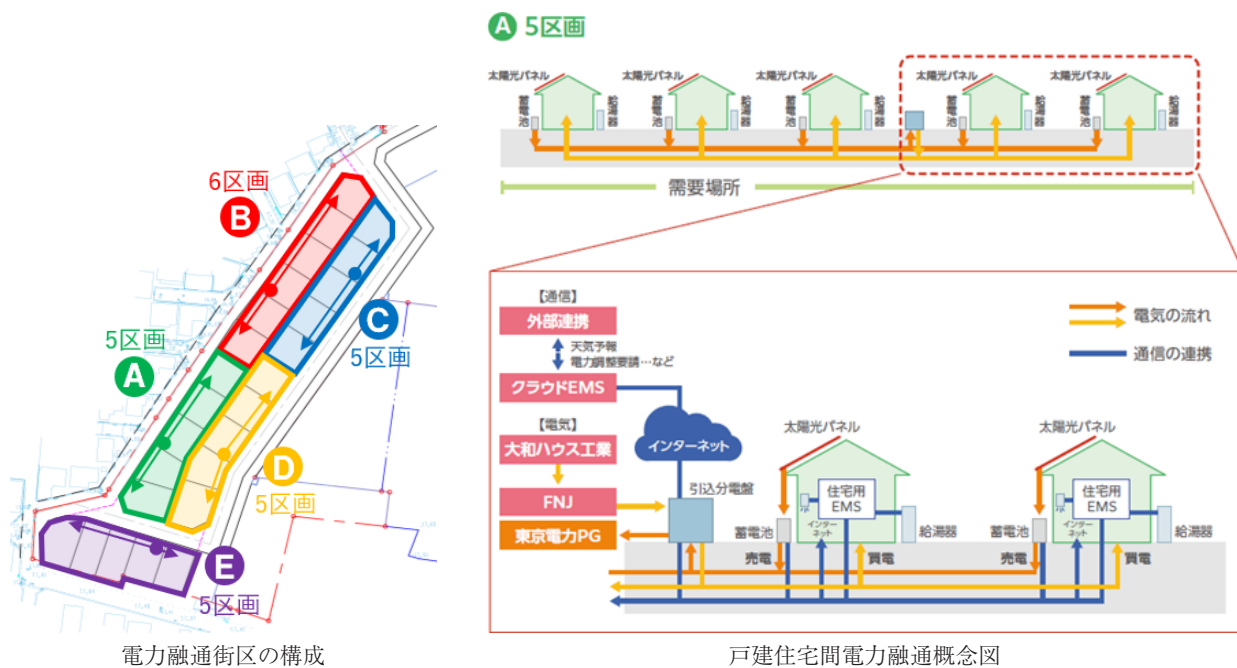 6区画
B
C
5区画
5区画
A
D
5区画
E
5区画
電力融通街区の構成
A 5区画
太陽光パネル
太陽光パネル
太陽光パネル
太陽光パネル
太陽光パネル
蓄電池
給湯器
蓄電池
給湯器
蓄電池
給湯器
蓄電池
給湯器
蓄電池
給湯器
需要場所
【通信】
外部連携
天気予報
電力調整要請…など
クラウドEMS
【電気】
大和ハウス工業
FNJ
東京電力PG
インターネット
引込分電盤
電気の流れ
通信の連携
太陽光パネル
太陽光パネル
住宅用
EMS
インター
ネット
蓄電池
給湯器
売電
買電
住宅用
EMS
インター
ネット
蓄電池
給湯器
売電
買電
戸建住宅間電力融通概念図